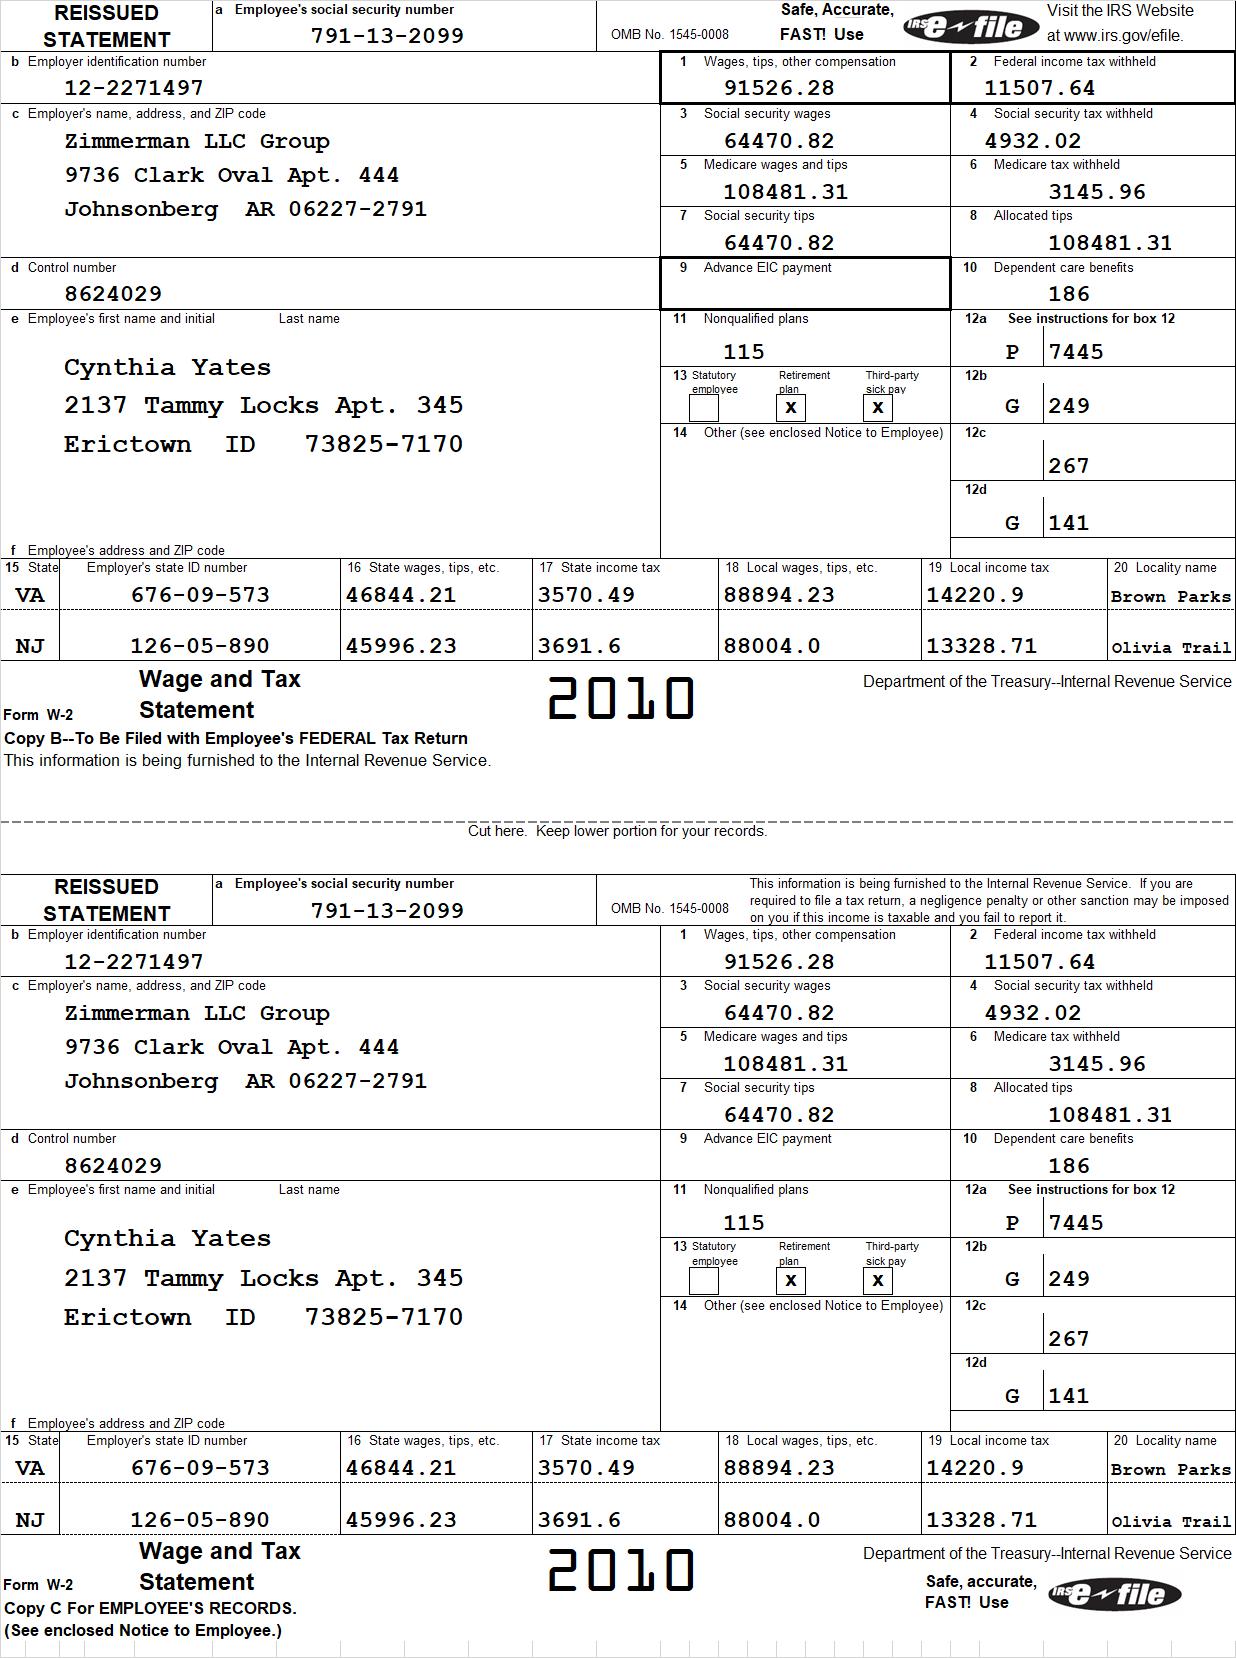 REISSUED STATEMENT
a Employee's social security number
791-13-2099
OMB No. 1545-0008
Safe, Accurate,
FAST! Use
IRS e-file
Visit the IRS Website
at www.irs.gov/efile.
b Employer identification number
12-2271497
1 Wages, tips, other compensation
91526.28
2 Federal income tax withheld
11507.64
c Employer's name, address, and ZIP code
Zimmerman LLC Group
9736 Clark Oval Apt. 444
Johnsonberg AR 06227-2791
3 Social security wages
64470.82
4 Social security tax withheld
4932.02
5 Medicare wages and tips
108481.31
6 Medicare tax withheld
3145.96
7 Social security tips
64470.82
8 Allocated tips
108481.31
d Control number
8624029
9 Advance EIC payment
10 Dependent care benefits
186
e Employee's first name and initial Last name
Cynthia Yates
2137 Tammy Locks Apt. 345
Erictown ID 73825-7170
11 Nonqualified plans
115
12a See instructions for box 12
P 7445
13 Statutory employee
Retirement plan
x
Third-party sick pay
x
12b
G 249
14 Other (see enclosed Notice to Employee)
12c
267
12d
G 141
f Employee's address and ZIP code
15 State Employer's state ID number 16 State wages, tips, etc. 17 State income tax 18 Local wages, tips, etc. 19 Local income tax 20 Locality name
VA 676-09-573 46844.21 3570.49 88894.23 14220.9 Brown Parks
NJ 126-05-890 45996.23 3691.6 88004.0 13328.71 Olivia Trail
Wage and Tax
Statement
Form W-2
2010
Department of the Treasury--Internal Revenue Service
Copy B--To Be Filed with Employee's FEDERAL Tax Return
This information is being furnished to the Internal Revenue Service.
Cut here. Keep lower portion for your records.
REISSUED STATEMENT
a Employee's social security number
791-13-2099
OMB No. 1545-0008
This information is being furnished to the Internal Revenue Service. If you are
required to file a tax return, a negligence penalty or other sanction may be imposed
on you if this income is taxable and you fail to report it.
b Employer identification number
12-2271497
1 Wages, tips, other compensation
91526.28
2 Federal income tax withheld
11507.64
c Employer's name, address, and ZIP code
Zimmerman LLC Group
9736 Clark Oval Apt. 444
Johnsonberg AR 06227-2791
3 Social security wages
64470.82
4 Social security tax withheld
4932.02
5 Medicare wages and tips
108481.31
6 Medicare tax withheld
3145.96
7 Social security tips
64470.82
8 Allocated tips
108481.31
d Control number
8624029
9 Advance EIC payment
10 Dependent care benefits
186
e Employee's first name and initial Last name
Cynthia Yates
2137 Tammy Locks Apt. 345
Erictown ID 73825-7170
11 Nonqualified plans
115
12a See instructions for box 12
P 7445
13 Statutory employee
Retirement plan
x
Third-party sick pay
x
12b
G 249
14 Other (see enclosed Notice to Employee)
12c
267
12d
G 141
f Employee's address and ZIP code
15 State Employer's state ID number 16 State wages, tips, etc. 17 State income tax 18 Local wages, tips, etc. 19 Local income tax 20 Locality name
VA 676-09-573 46844.21 3570.49 88894.23 14220.9 Brown Parks
NJ 126-05-890 45996.23 3691.6 88004.0 13328.71 Olivia Trail
Wage and Tax
Statement
Form W-2
2010
Department of the Treasury--Internal Revenue Service
Safe, accurate,
FAST! Use
IRS e-file
Copy C For EMPLOYEE'S RECORDS.
(See enclosed Notice to Employee.)